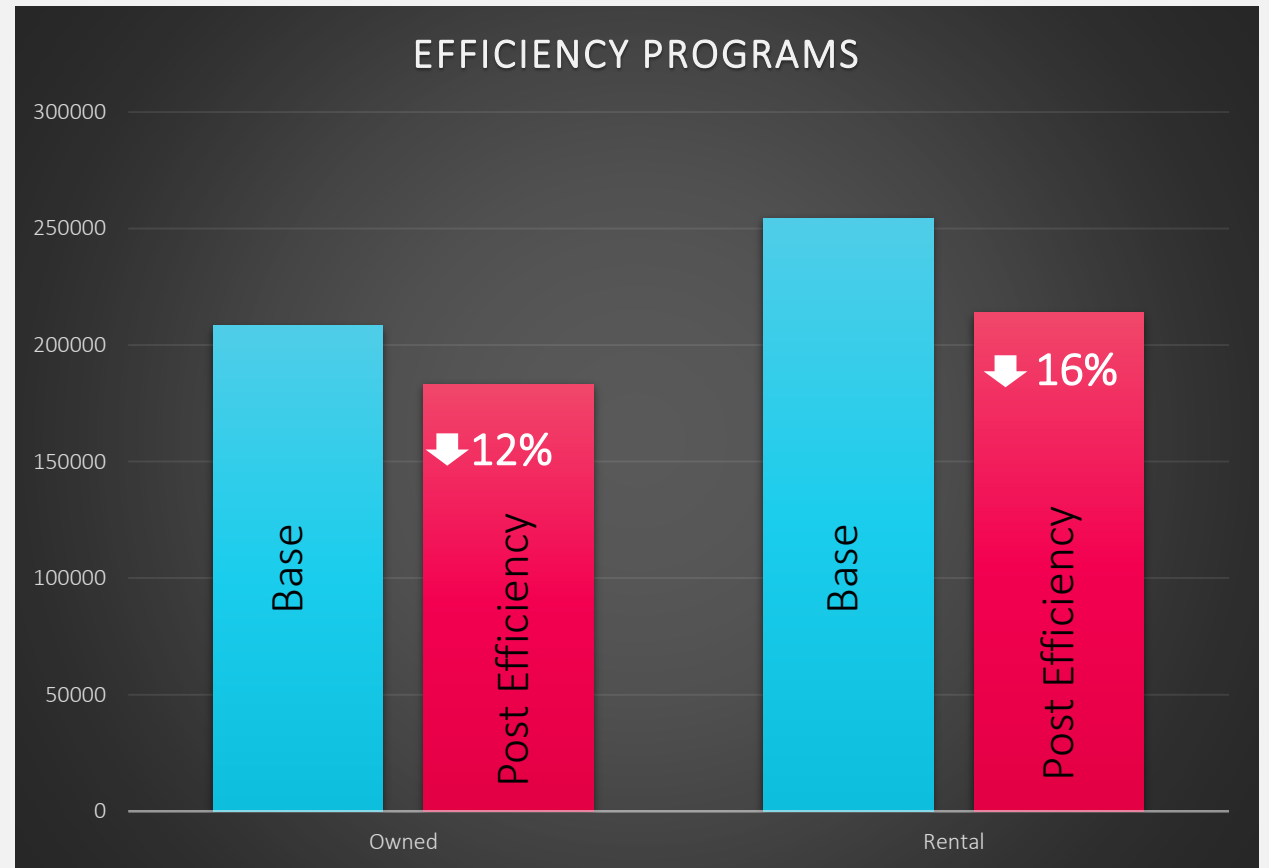 EFFICIENCY PROGRAMS
300000
250000
200000
150000
100000
50000
0
Base
12%
Post Efficiency
Base
16%
Post Efficiency
Owned
Rental